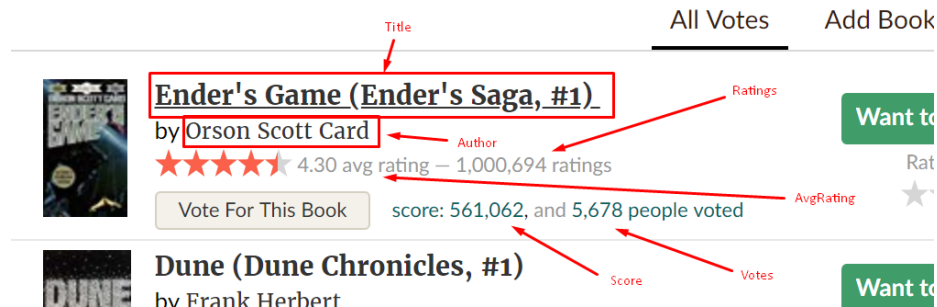 All Votes Add Book
Title
Ender's Game (Ender's Saga, #1)
Ratings
Want to
by Orson Scott Card
Author
4.30 avg rating — 1,000,694 ratings
Rat
AvgRating
Vote For This Book score: 561,062, and 5,678 people voted
Dune (Dune Chronicles, #1)
Score
Votes
Want to
by Frank Herbert
DUNE